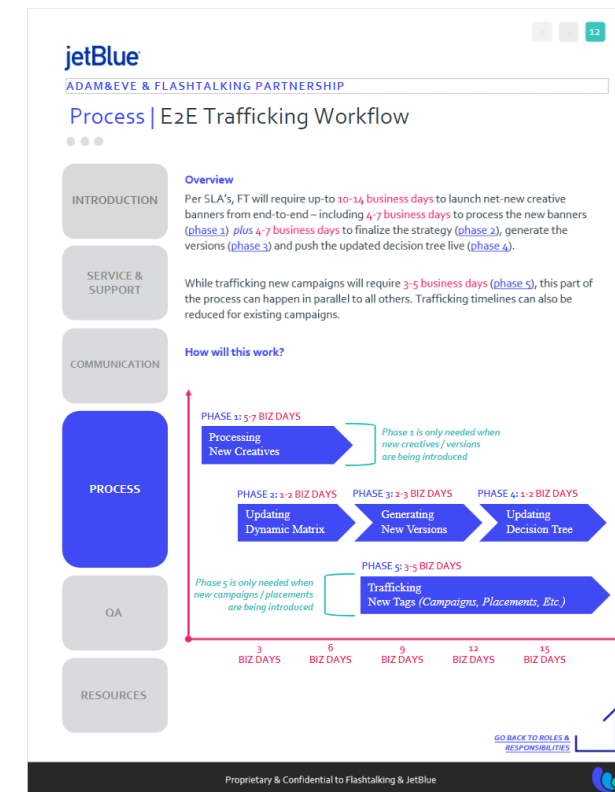 12
jetBlue
ADAM&EVE & FLASHTALKING PARTNERSHIP
Process | E2E Trafficking Workflow
INTRODUCTION
SERVICE &
SUPPORT
COMMUNICATION
PROCESS
QA
RESOURCES
Overview
Per SLA's, FT will require up-to 10-14 business days to launch net-new creative
banners from end-to-end – including 4-7 business days to process the new banners
(phase 1) plus 4-7 business days to finalize the strategy (phase 2), generate the
versions (phase 3) and push the updated decision tree live (phase 4).
While trafficking new campaigns will require 3-5 business days (phase 5), this part of
the process can happen in parallel to all others. Trafficking timelines can also be
reduced for existing campaigns.
How will this work?
PHASE 1: 5-7 BIZ DAYS
Processing
New Creatives
Phase 1 is only needed when
new creatives / versions
are being introduced
PHASE 2: 1-2 BIZ DAYS
Updating
Dynamic Matrix
PHASE 3: 2-3 BIZ DAYS
Generating
New Versions
PHASE 4: 1-2 BIZ DAYS
Updating
Decision Tree
PHASE 5: 3-5 BIZ DAYS
Trafficking
New Tags (Campaigns, Placements, Etc.)
Phase 5 is only needed when
new campaigns / placements
are being introduced
3
BIZ DAYS
6
BIZ DAYS
9
BIZ DAYS
12
BIZ DAYS
15
BIZ DAYS
GO BACK TO ROLES &
RESPONSIBILITIES
Proprietary & Confidential to Flashtalking & JetBlue